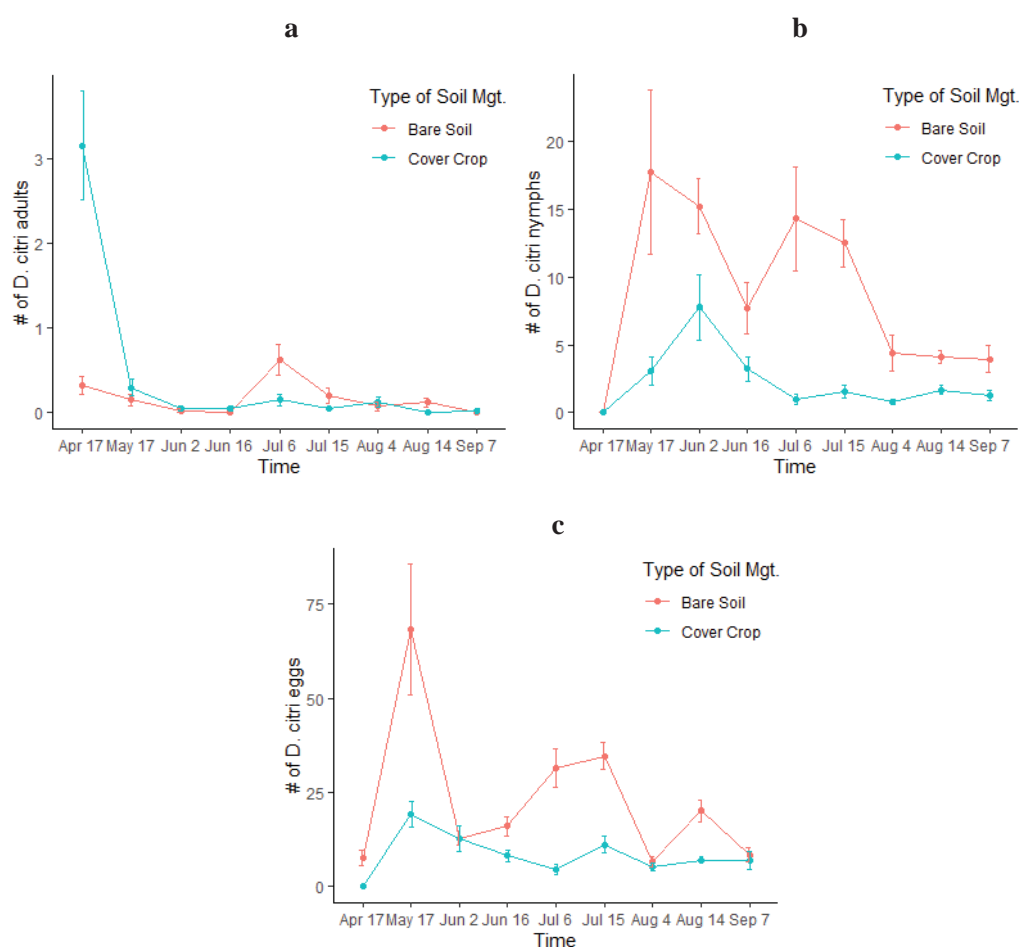 a
Type of Soil Mgt.
Bare Soil
Cover Crop
# of D. citri adults
3
2
1
0
Apr 17 May 17 Jun 2 Jun 16 Jul 6 Jul 15 Aug 4 Aug 14 Sep 7
Time
b
Type of Soil Mgt.
Bare Soil
Cover Crop
# of D. citri nymphs
20
15
10
5
0
Apr 17 May 17 Jun 2 Jun 16 Jul 6 Jul 15 Aug 4 Aug 14 Sep 7
Time
c
Type of Soil Mgt.
Bare Soil
Cover Crop
# of D. citri eggs
75
50
25
0
Apr 17 May 17 Jun 2 Jun 16 Jul 6 Jul 15 Aug 4 Aug 14 Sep 7
Time